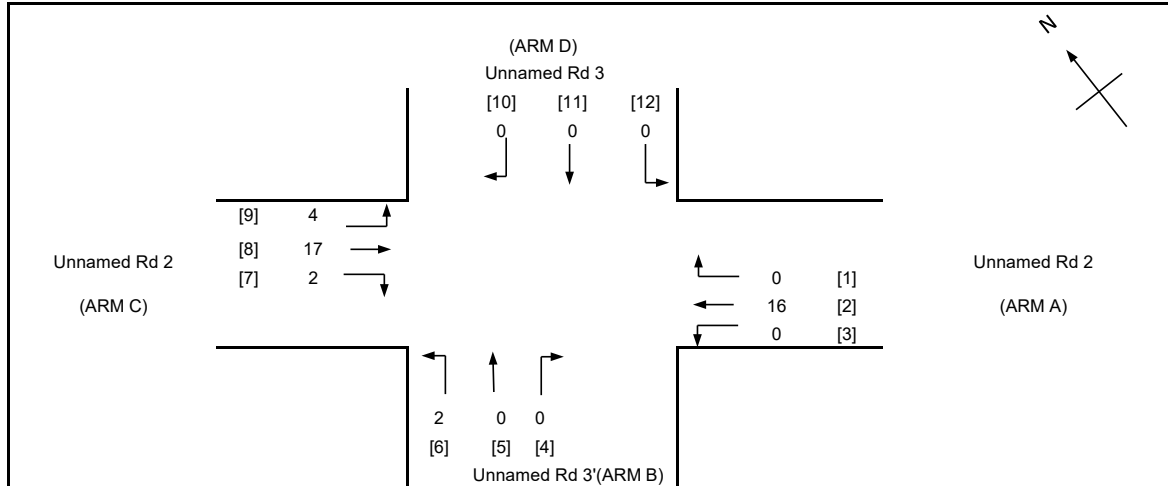 N
(ARM D)
Unnamed Rd 3
[10] [11] [12]
0 0 0
[9] 4
[8] 17
[7] 2
Unnamed Rd 2
(ARM C)
Unnamed Rd 2
(ARM A)
0 [1]
16 [2]
0 [3]
2 0 0
[6] [5] [4]
Unnamed Rd 3'(ARM B)